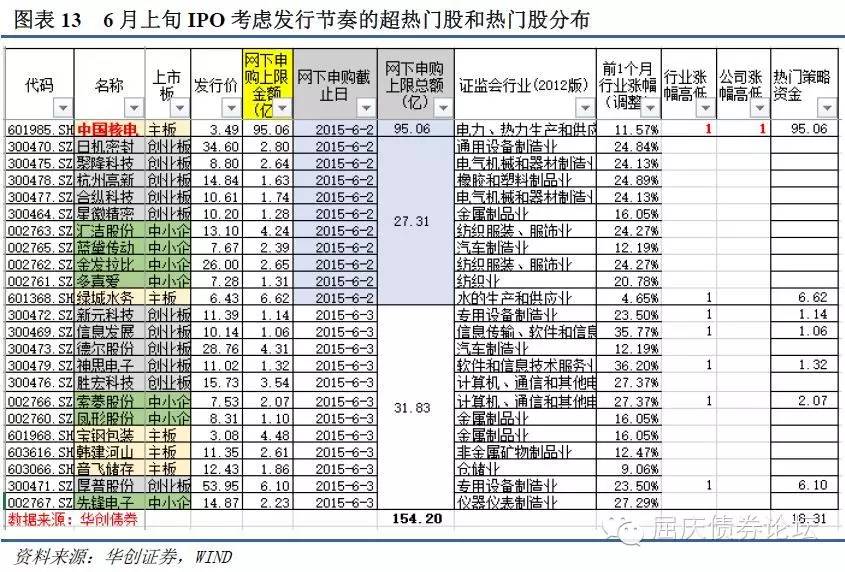 图表 13 6 月上旬 IPO 考虑发行节奏的超热门股和热门股分布
代码 名称 上市板 发行价 网下申购上限金额(亿) 网下申购截止日 网下申购上限总额(亿) 证监会行业(2012版) 前1个月行业涨幅(调整) 行业涨幅高低 公司涨幅高低 热门策略资金
601985.SH 中国核电 主板 3.49 95.06 2015-6-2 95.06 电力、热力生产和供应 11.57% 1 1 95.06
300470.SZ 日机密封 创业板 34.60 2.80 2015-6-2 通用设备制造业 24.84%
300475.SZ 聚隆科技 创业板 8.80 2.64 2015-6-2 电气机械和器材制造业 24.13%
300478.SZ 杭州高新 创业板 14.84 1.63 2015-6-2 橡胶和塑料制品业 24.89%
300477.SZ 合纵科技 创业板 10.61 1.74 2015-6-2 电气机械和器材制造业 24.13%
300464.SZ 星徽精密 创业板 10.20 1.28 2015-6-2 27.31 金属制品业 16.05%
002763.SZ 汇洁股份 中小企 13.10 4.24 2015-6-2 纺织服装、服饰业 24.27%
002765.SZ 蓝黛传动 中小企 7.67 2.39 2015-6-2 汽车制造业 12.19%
002762.SZ 金发拉比 中小企 26.00 2.65 2015-6-2 纺织服装、服饰业 24.27%
002761.SZ 多喜爱 中小企 7.28 1.31 2015-6-2 纺织业 20.78%
601368.SH 绿城水务 主板 6.43 6.62 2015-6-2 水的生产和供应业 4.65% 1 6.62
300472.SZ 新元科技 创业板 11.39 1.14 2015-6-3 专用设备制造业 23.50% 1 1.14
300469.SZ 信息发展 创业板 10.14 1.06 2015-6-3 信息传输、软件和信息 35.77% 1 1.06
300473.SZ 德尔股份 创业板 28.76 4.31 2015-6-3 汽车制造业 12.19%
300479.SZ 神思电子 创业板 11.02 1.32 2015-6-3 软件和信息技术服务业 36.20% 1 1.32
300476.SZ 胜宏科技 创业板 15.73 3.54 2015-6-3 计算机、通信和其他电 27.37%
002766.SZ 索菱股份 中小企 7.53 2.07 2015-6-3 31.83 计算机、通信和其他电 27.37% 1 2.07
002760.SZ 凤形股份 中小企 8.31 1.10 2015-6-3 金属制品业 16.05%
601968.SH 宝钢包装 主板 3.08 4.48 2015-6-3 金属制品业 16.05%
603616.SH 韩建河山 主板 11.35 2.61 2015-6-3 非金属矿物制品业 12.47%
603066.SH 音飞储存 主板 12.43 1.86 2015-6-3 仓储业 9.06%
300471.SZ 厚普股份 创业板 53.95 6.10 2015-6-3 专用设备制造业 23.50% 1 6.10
002767.SZ 先锋电子 中小企 14.87 2.23 2015-6-3 仪器仪表制造业 27.29%
数据来源：华创债券 154.20 18.31
屈庆债券论坛
资料来源：华创证券，WIND